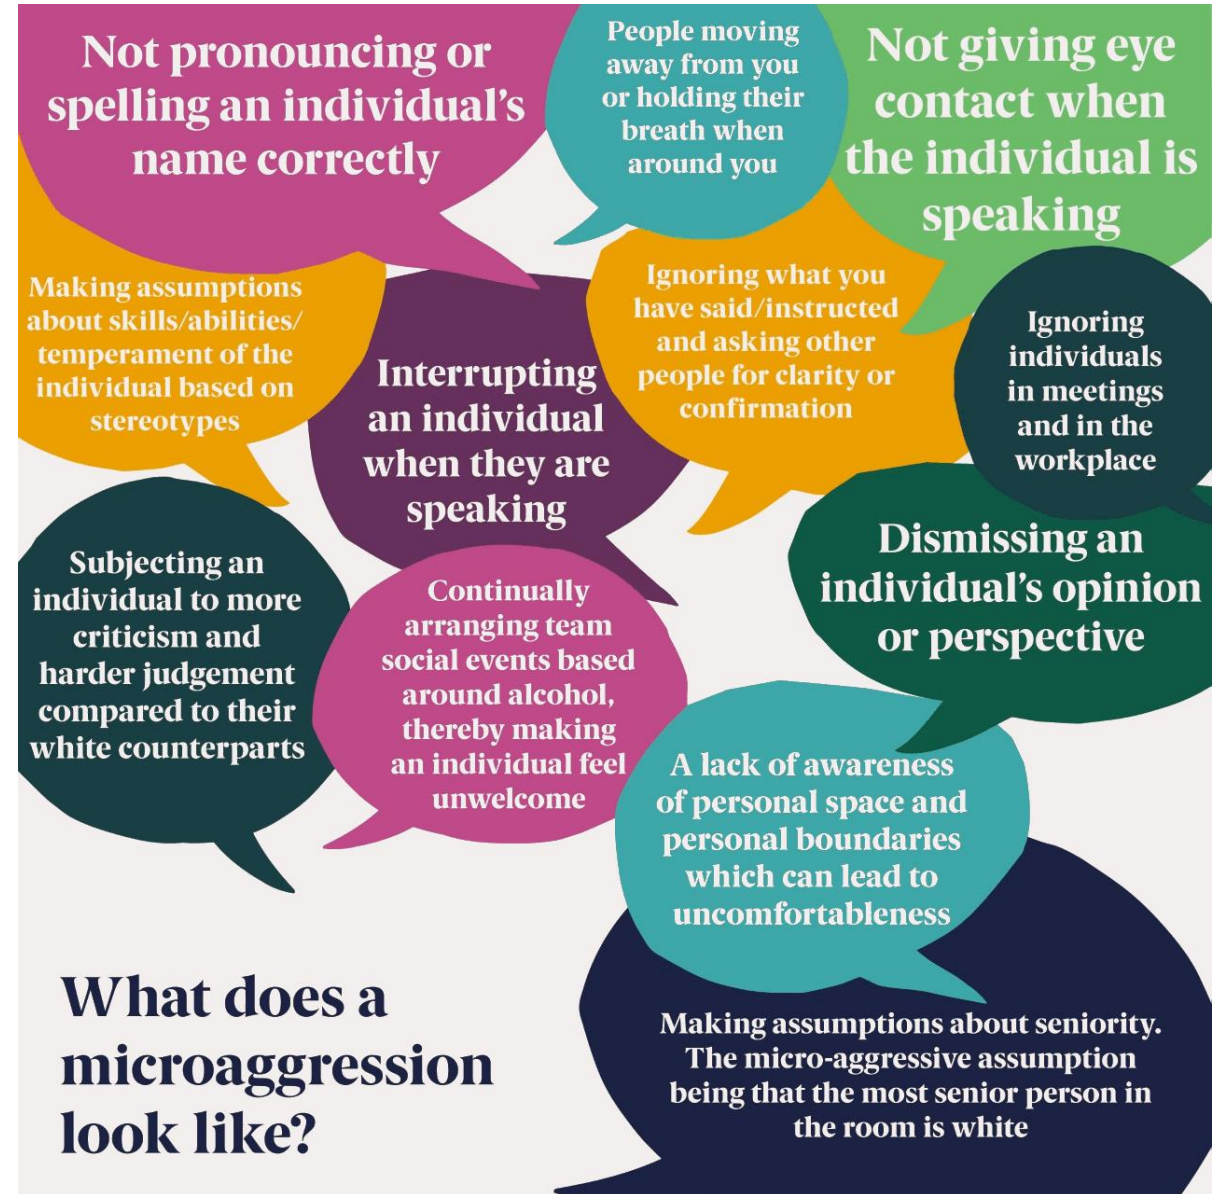 Not pronouncing or
spelling an individual's
name correctly
People moving
away from you
or holding their
breath when
around you
Not giving eye
contact when
the individual is
speaking
Making assumptions
about skills/abilities/
temperament of the
individual based on
stereotypes
Interrupting
an individual
when they are
speaking
Ignoring what you
have said/instructed
and asking other
people for clarity or
confirmation
Ignoring
individuals
in meetings
and in the
workplace
Subjecting an
individual to more
criticism and
harder judgement
compared to their
white counterparts
Continually
arranging team
social events based
around alcohol,
thereby making
an individual feel
unwelcome
Dismissing an
individual's opinion
or perspective
A lack of awareness
of personal space and
personal boundaries
which can lead to
uncomfortableness
What does a
microaggression
look like?
Making assumptions about seniority.
The micro-aggressive assumption
being that the most senior person in
the room is white